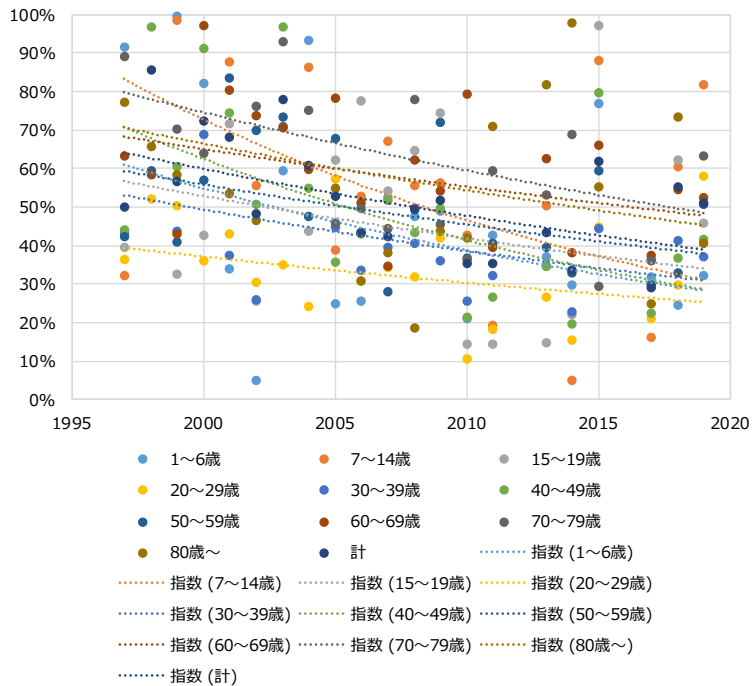 100%
90%
80%
70%
60%
50%
40%
30%
20%
10%
0%
1995 2000 2005 2010 2015 2020
1～6歳 7～14歳 15～19歳
20～29歳 30～39歳 40～49歳
50～59歳 60～69歳 70～79歳
80歳～ 計 指数 (1～6歳)
指数 (7～14歳) 指数 (15～19歳) 指数 (20～29歳)
指数 (30～39歳) 指数 (40～49歳) 指数 (50～59歳)
指数 (60～69歳) 指数 (70～79歳) 指数 (80歳～)
指数 (計)